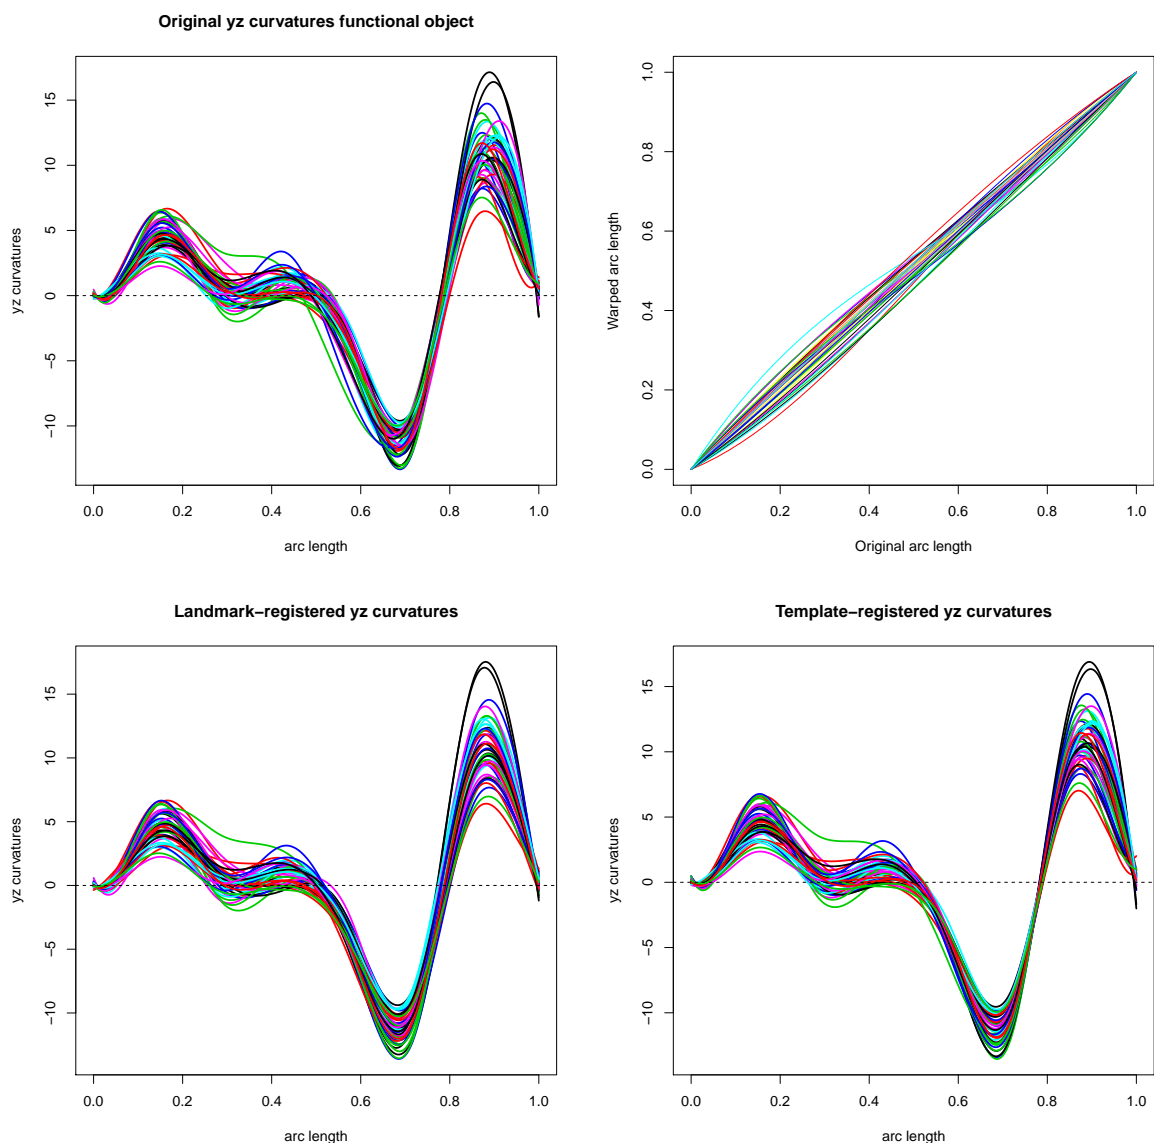 Original yz curvatures functional object
yz curvatures
15
10
5
0
−5
−10
0.0 0.2 0.4 0.6 0.8 1.0
arc length
Warped arc length
1.0
0.8
0.6
0.4
0.2
0.0
0.0 0.2 0.4 0.6 0.8 1.0
Original arc length
Landmark−registered yz curvatures
yz curvatures
15
10
5
0
−10
0.0 0.2 0.4 0.6 0.8 1.0
arc length
Template−registered yz curvatures
yz curvatures
15
10
5
0
−5
−10
0.0 0.2 0.4 0.6 0.8 1.0
arc length